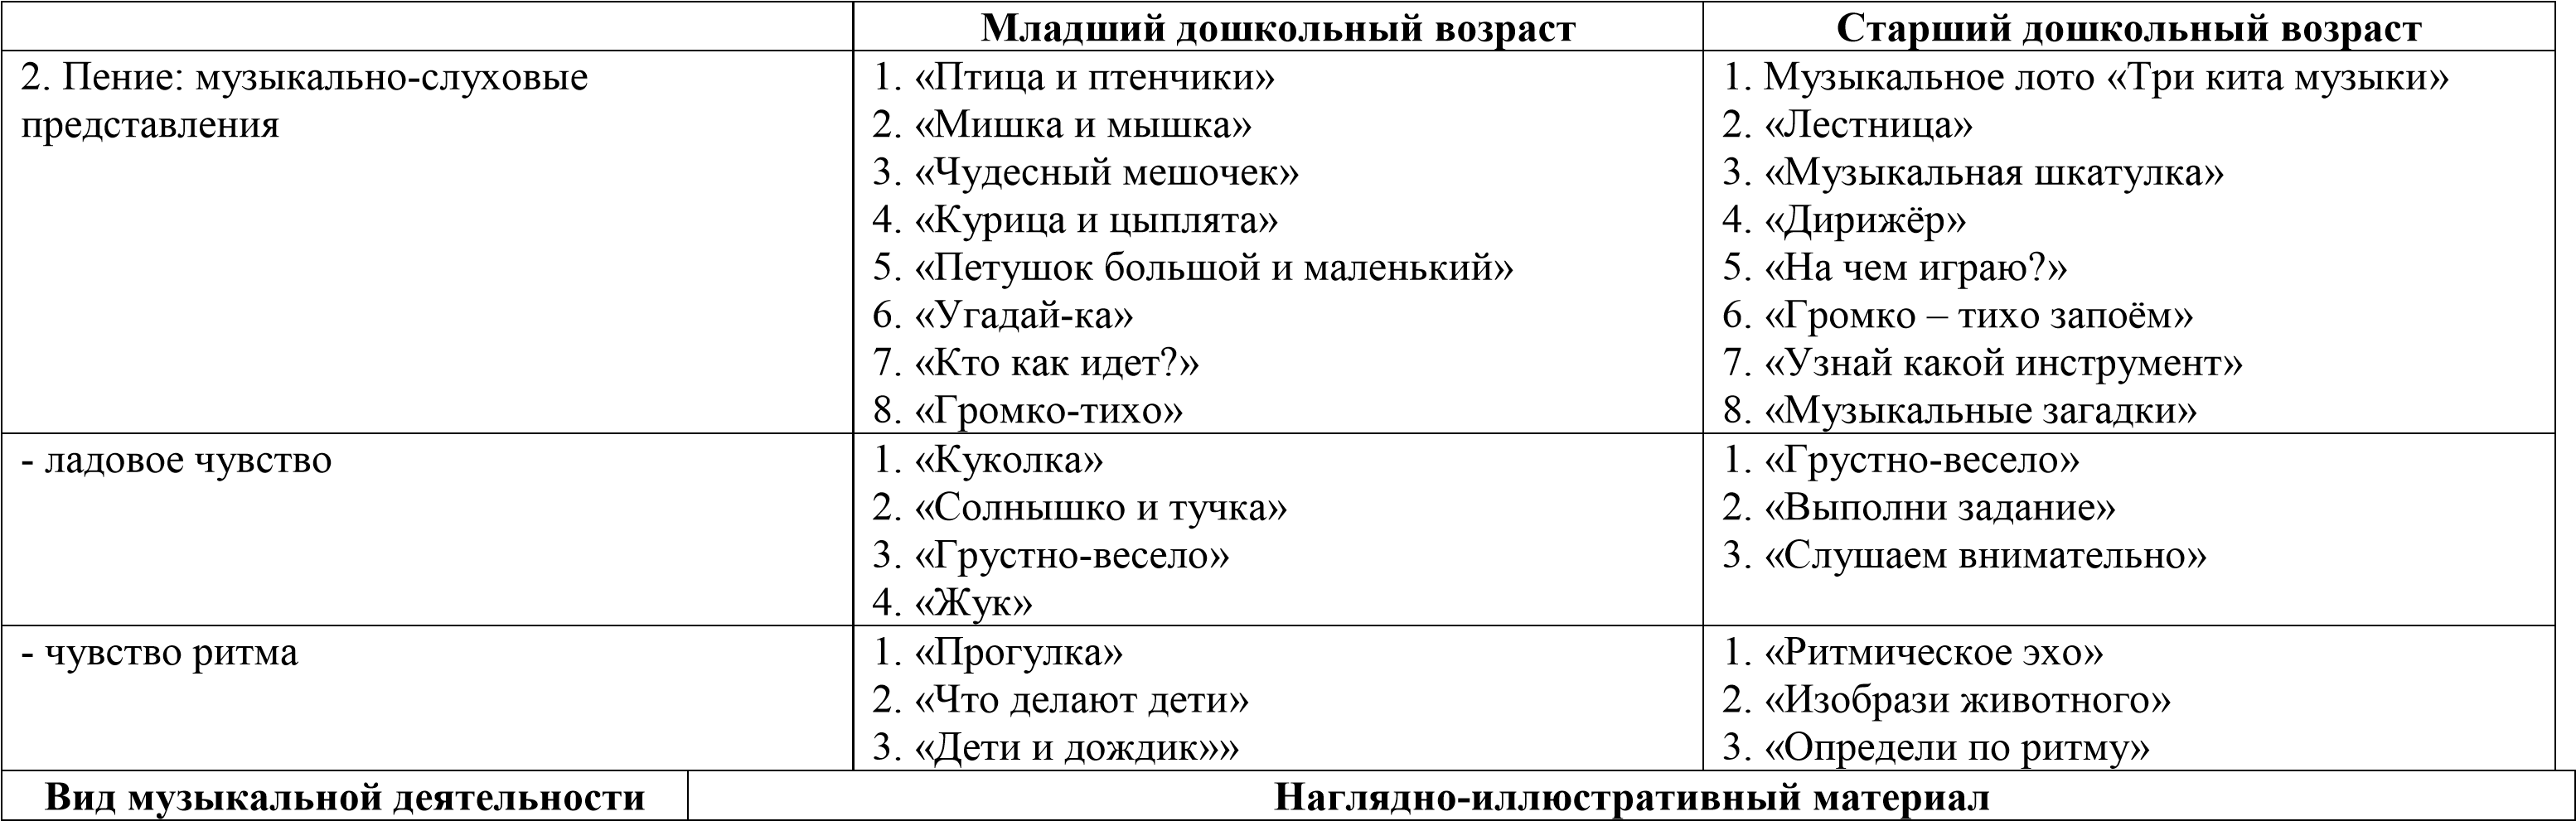 Младший дошкольный возраст
Старший дошкольный возраст
2. Пение: музыкально-слуховые
представления
1. «Птица и птенчики»
2. «Мишка и мышка»
3. «Чудесный мешочек»
4. «Курица и цыплята»
5. «Петушок большой и маленький»
6. «Угадай-ка»
7. «Кто как идет?»
8. «Громко-тихо»
1. Музыкальное лото «Три кита музыки»
2. «Лестница»
3. «Музыкальная шкатулка»
4. «Дирижёр»
5. «На чем играю?»
6. «Громко – тихо запоём»
7. «Узнай какой инструмент»
8. «Музыкальные загадки»
- ладовое чувство
1. «Куколка»
2. «Солнышко и тучка»
3. «Грустно-весело»
4. «Жук»
1. «Грустно-весело»
2. «Выполни задание»
3. «Слушаем внимательно»
- чувство ритма
1. «Прогулка»
2. «Что делают дети»
3. «Дети и дождик»»
1. «Ритмическое эхо»
2. «Изобрази животного»
3. «Определи по ритму»
Вид музыкальной деятельности
Наглядно-иллюстративный материал